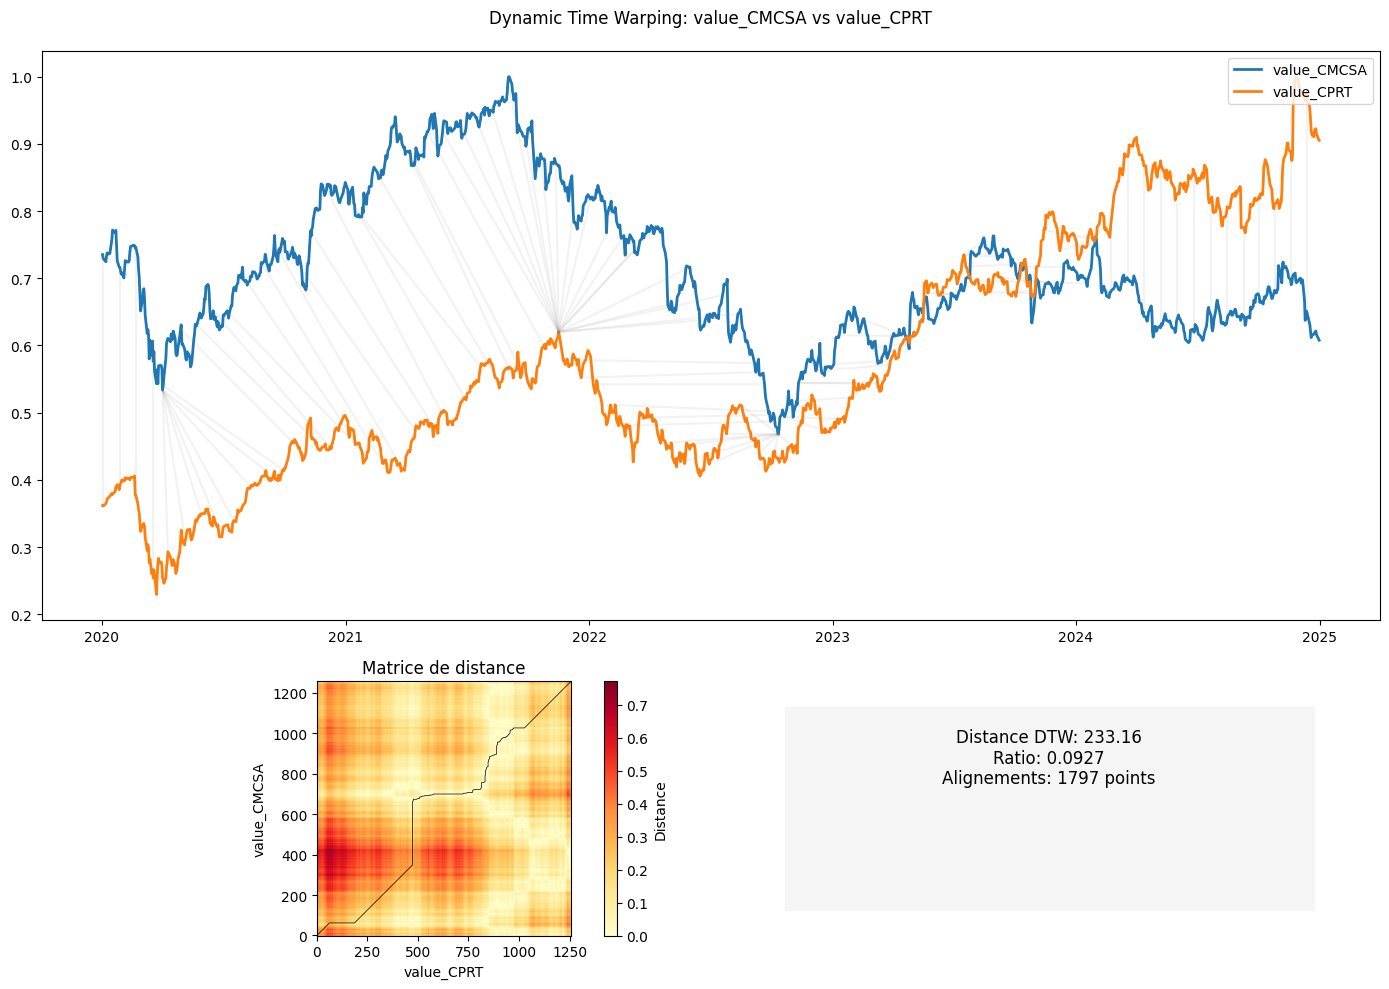 Dynamic Time Warping: value_CMCSA vs value_CPRT
value_CMCSA
value_CPRT
1.0
0.9
0.8
0.7
0.6
0.5
0.4
0.3
0.2
2020 2021 2022 2023 2024 2025
Matrice de distance
value_CMCSA
1200
1000
800
600
400
200
0
0 250 500 750 1000 1250
value_CPRT
0.7
0.6
0.5
0.4
0.3
0.2
0.1
0.0
Distance
Distance DTW: 233.16
Ratio: 0.0927
Alignements: 1797 points